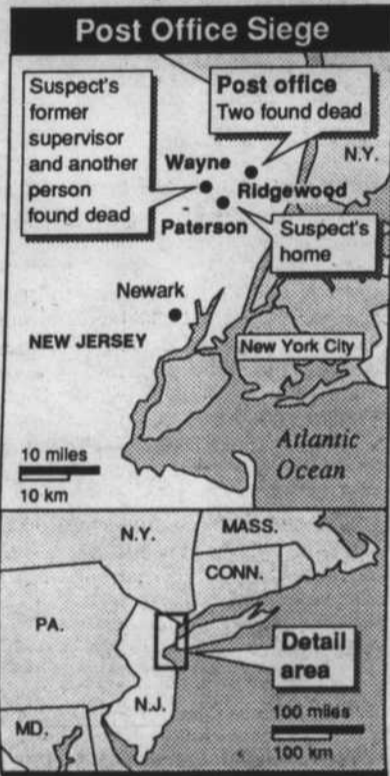 Post Office Siege
Suspect's
former
supervisor
and another
person
found dead
Post office
Two found dead
N.Y.
Wayne
Ridgewood
Paterson
Suspect's
home
Newark
NEW JERSEY
New York City
Atlantic
Ocean
10 miles
10 km
N.Y.
MASS.
CONN.
PA.
Detail
area
N.J.
MD.
100 miles
100 km